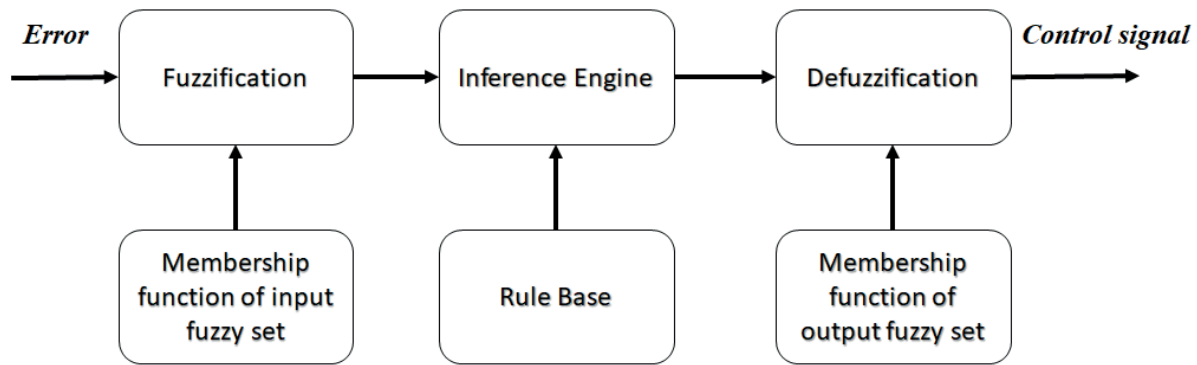 Error
Control signal
Fuzzification
Inference Engine
Defuzzification
Membership
function of input
fuzzy set
Rule Base
Membership
function of
output fuzzy set